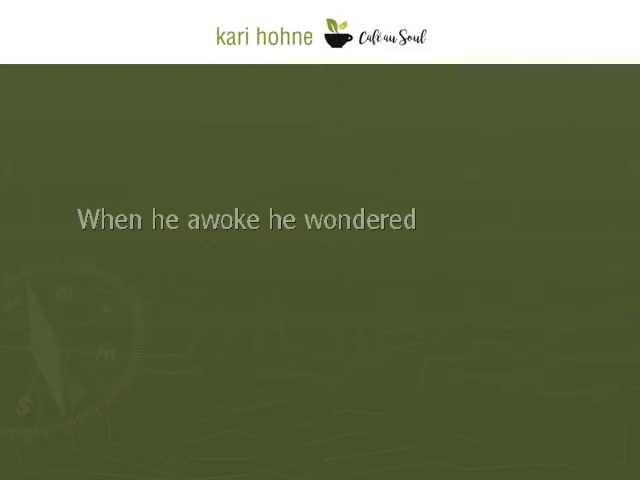 kari hohne Café au Soul
When he awoke he wondered
S